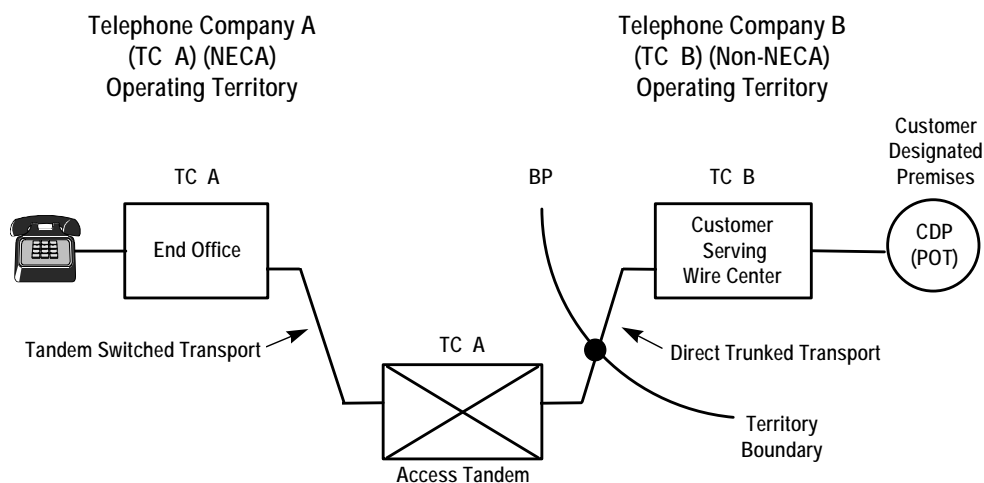 Telephone Company A
(TC A) (NECA)
Operating Territory
Telephone Company B
(TC B) (Non-NECA)
Operating Territory
Customer
Designated
Premises
TC A
BP
TC B
End Office
Customer
Serving
Wire Center
CDP
(POT)
Tandem Switched Transport
TC A
Direct Trunked Transport
Territory
Boundary
Access Tandem